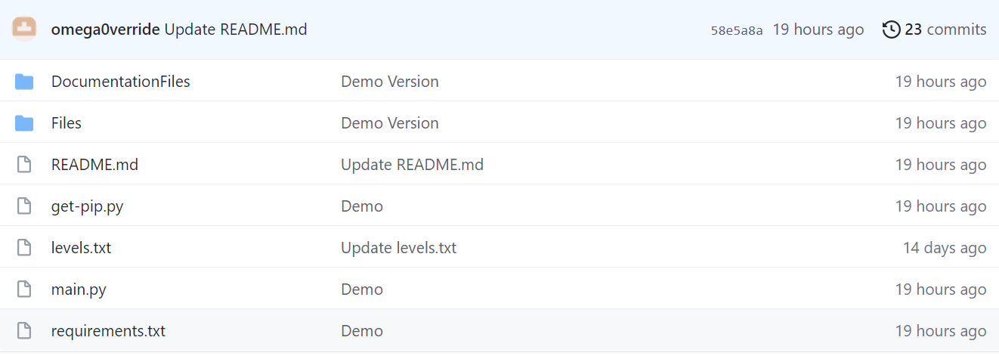 omega0verride Update README.md 58e5a8a 19 hours ago 23 commits
DocumentationFiles Demo Version 19 hours ago
Files Demo Version 19 hours ago
README.md Update README.md 19 hours ago
get-pip.py Demo 19 hours ago
levels.txt Update levels.txt 14 days ago
main.py Demo 19 hours ago
requirements.txt Demo 19 hours ago